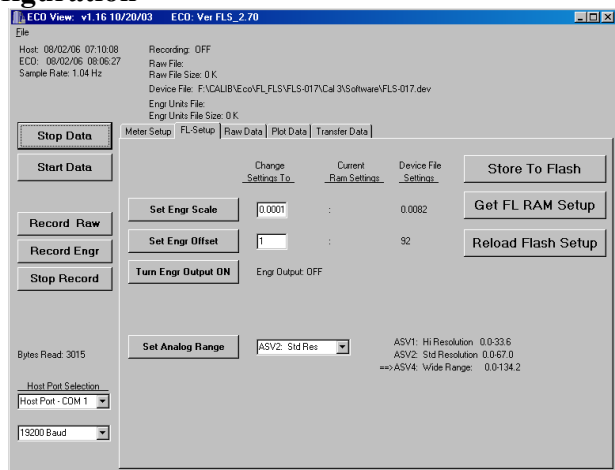 guration
ECO View: v1.16 10/20/03 ECO: Ver FLS_2.70
File
Host: 08/02/06 07:10:08
ECO: 08/02/06 08:06:27
Sample Rate: 1.04 Hz
Recording: OFF
Raw File:
Raw File Size: 0 K
Device File: F:\CALIB\Eco\FL_FLS\FLS-017\Cal 3\Software\FLS-017.dev
Engr Units File:
Engr Units File Size: 0 K
Stop Data
Start Data
Record Raw
Record Engr
Stop Record
Bytes Read: 3015
Host Port Selection
Host Port - COM 1
19200 Baud
Meter Setup FL-Setup Raw Data Plot Data Transfer Data
Change Settings To
Current Ram Settings
Device File Settings
Set Engr Scale 0.0001 : 0.0082
Set Engr Offset 1 : 92
Turn Engr Output ON Engr Output: OFF
Set Analog Range ASV2: Std Res
ASV1: Hi Resolution 0.0-33.6
ASV2: Std Resolution 0.0-67.0
==>ASV4: Wide Range: 0.0-134.2
Store To Flash
Get FL RAM Setup
Reload Flash Setup